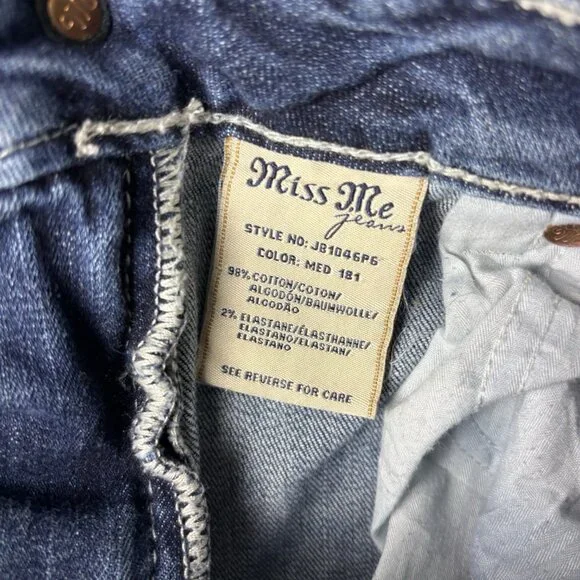 Miss Me
jeans
STYLE NO: JB1046P6
COLOR: MED 181
98% COTTON/COTON/
ALGODÓN/BAUMWOLLE/
ALGODÃO
2% ELASTANE/ÉLASTHANNE/
ELASTANO/ELASTAN/
ELASTANO
SEE REVERSE FOR CARE